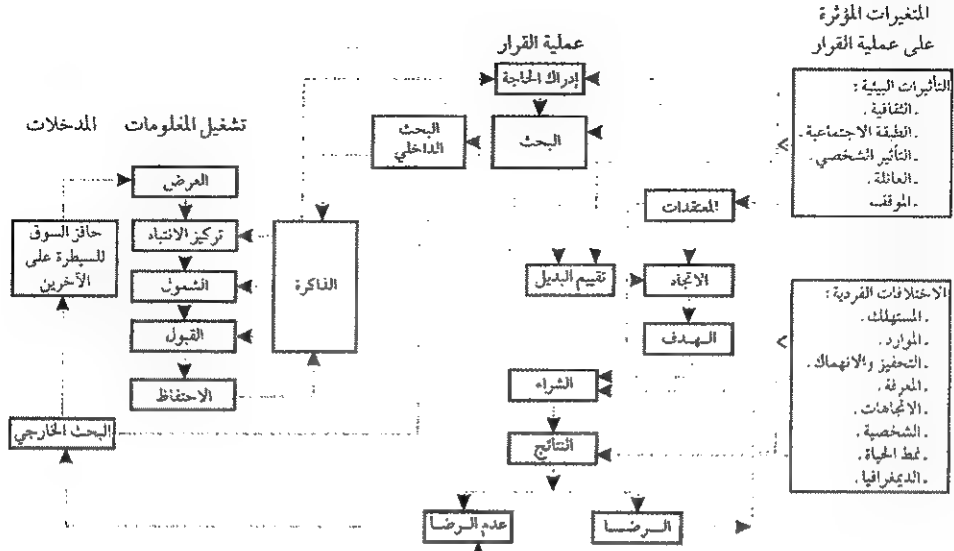 المتغيرات المؤثرة
على عملية القرار
عملية القرار
تشغيل المعلومات
المدخلات
التأثيرات البيئية :
.الثقافية
.الطبقة الاجتماعية
.التأثير الشخصي
.العائلة
.الموقف
الاختلافات الفردية :
.المستهلك
.الموارد
.التحفيز والانهماك
.المعرفة
.الاتجاهات
.الشخصية
.نمط الحياة
.الديمغرافيا
إدراك الحاجة
البحث
البحث
الداخلي
المعتقدات
تقييم البديل
الاتجاه
الهدف
الشراء
النتائج
الرضا
عدم الرضا
الذاكرة
العرض
تركيز الانتباه
الشمول
القبول
الاحتفاظ
حافز السوق
للسيطرة على
الآخرين
البحث الخارجي